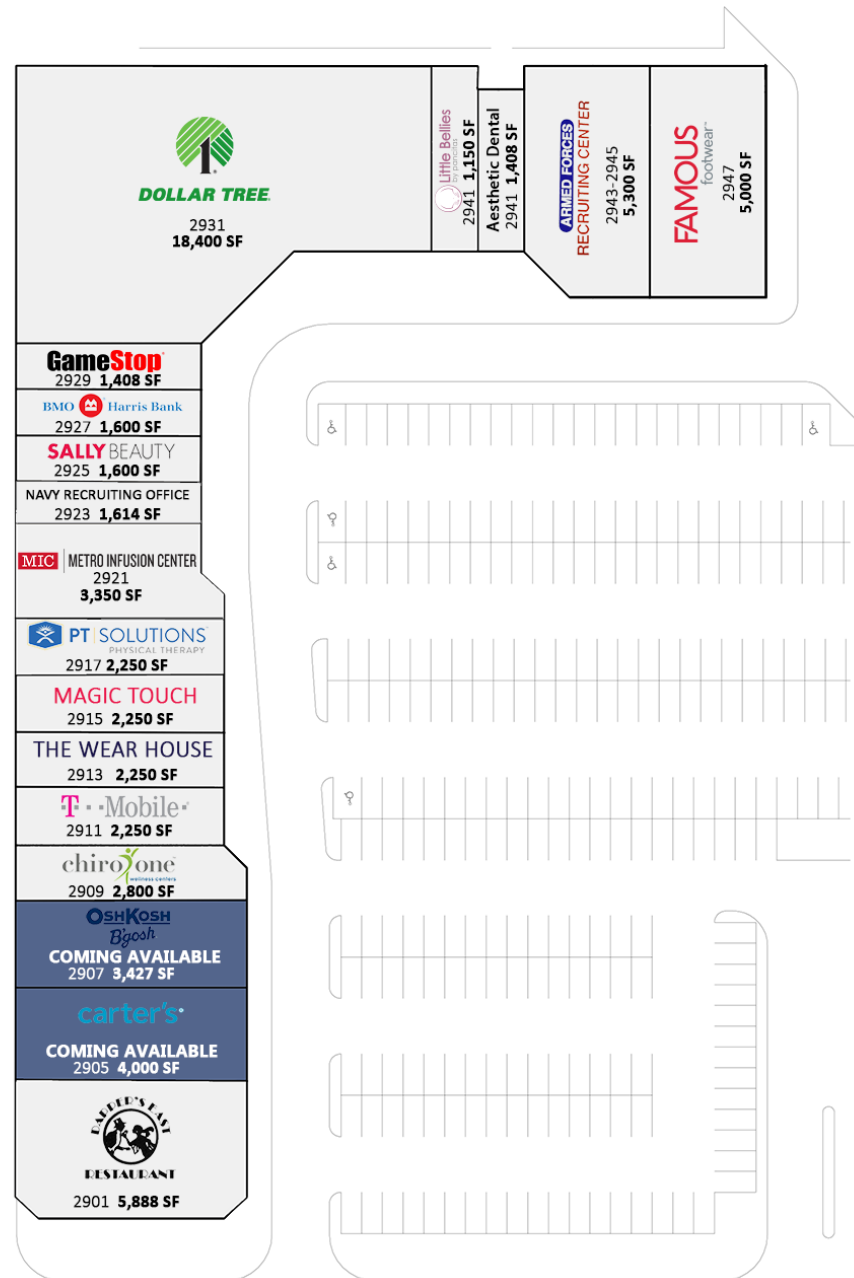 DOLLAR TREE
2931
18,400 SF
Little Bellies
by panchitas
2941 1,150 SF
Aesthetic Dental
2941 1,408 SF
ARMED FORCES
RECRUITING CENTER
2943-2945
5,300 SF
FAMOUS
footwear
2947
5,000 SF
GameStop
2929 1,408 SF
BMO Harris Bank
2927 1,600 SF
SALLY BEAUTY
2925 1,600 SF
NAVY RECRUITING OFFICE
2923 1,614 SF
MIC METRO INFUSION CENTER
2921
3,350 SF
PT SOLUTIONS
PHYSICAL THERAPY
2917 2,250 SF
MAGIC TOUCH
2915 2,250 SF
THE WEAR HOUSE
2913 2,250 SF
T Mobile
2911 2,250 SF
chiro one
wellness centers
2909 2,800 SF
OSHKOSH
B'gosh
COMING AVAILABLE
2907 3,427 SF
carter's
COMING AVAILABLE
2905 4,000 SF
DAPPER'S EAST
RESTAURANT
2901 5,888 SF